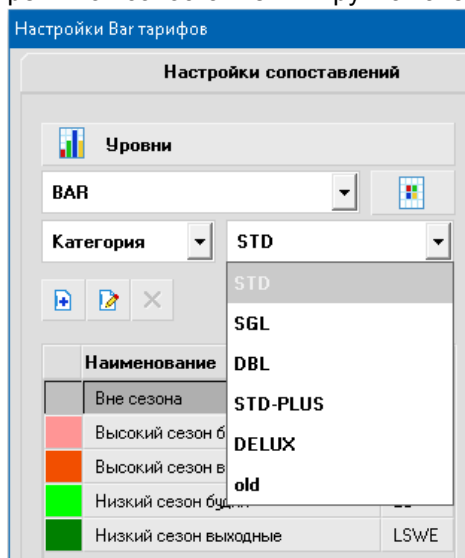 Настройки Bar тарифов
Настройки сопоставлений
Уровни
BAR
Категория STD
STD
SGL
DBL
STD-PLUS
DELUX
old
Наименование
Вне сезона
Высокий сезон б
Высокий сезон в
Низкий сезон
Низкий сезон выходные LSWE